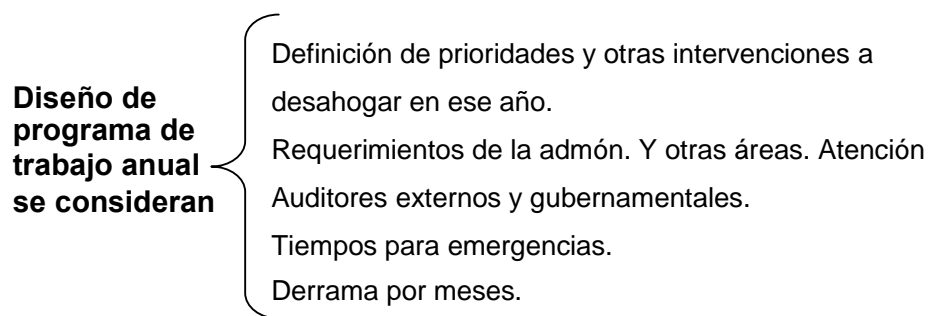 Diseño de
programa de
trabajo anual
se consideran
Definición de prioridades y otras intervenciones a
desahogar en ese año.
Requerimientos de la admón. Y otras áreas. Atención
Auditores externos y gubernamentales.
Tiempos para emergencias.
Derrama por meses.